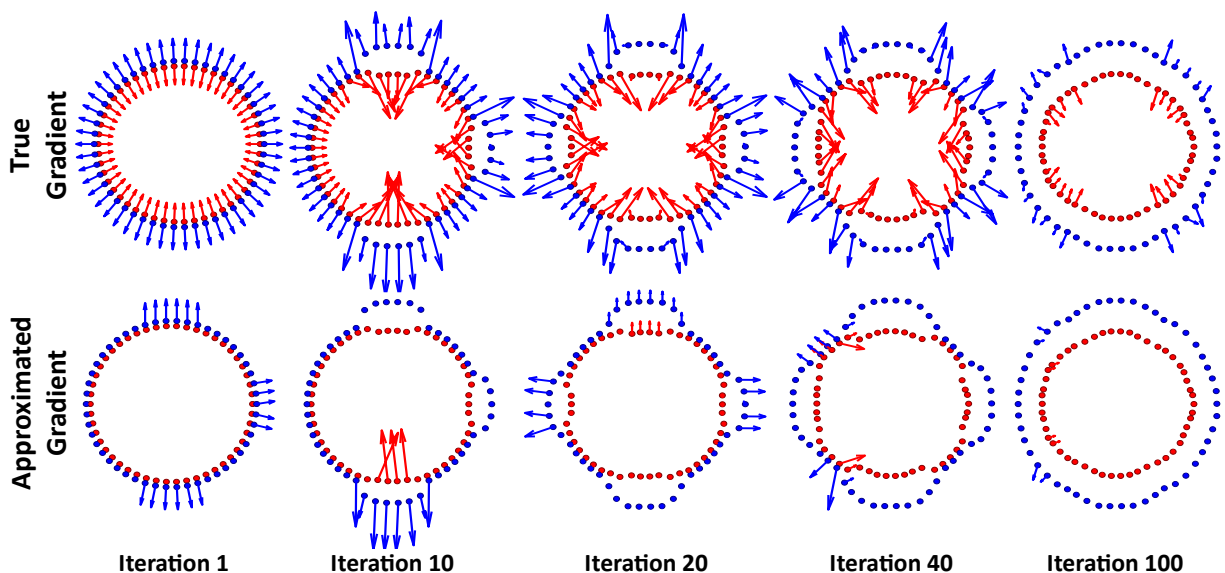 True
Gradient
Approximated
Gradient
Iteration 1
Iteration 10
Iteration 20
Iteration 40
Iteration 100